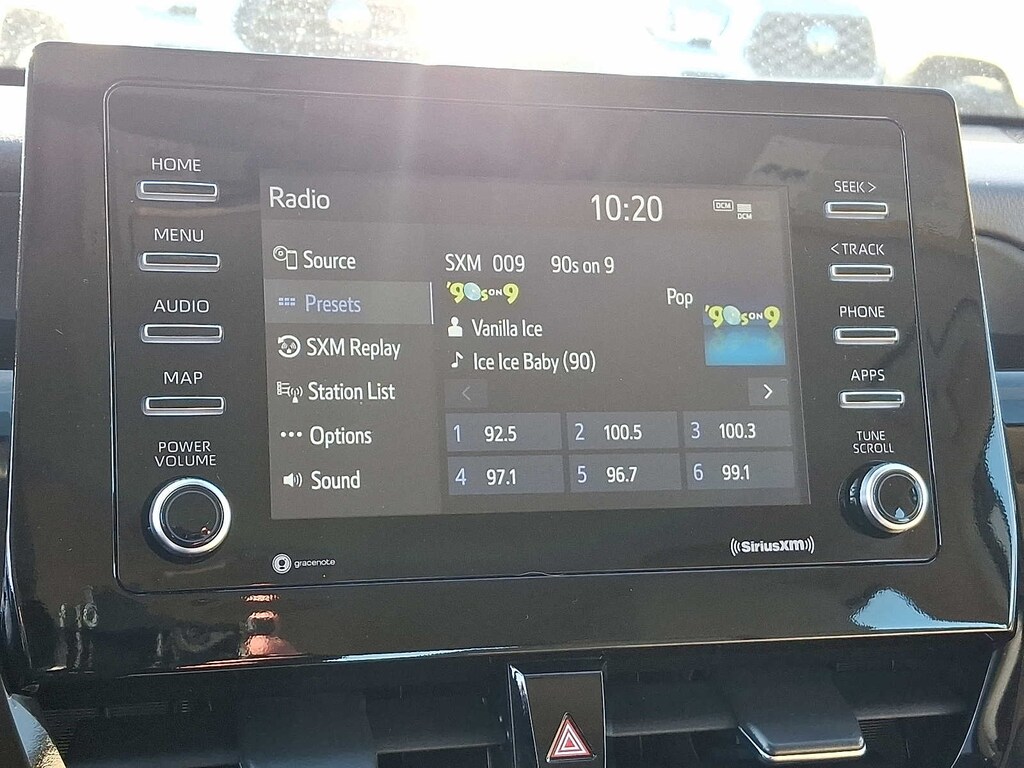 HOME
MENU
AUDIO
MAP
POWER
VOLUME
Radio
10:20
DCM
DCM
Source
Presets
SXM Replay
Station List
Options
Sound
SXM 009 90s on 9
'90s ON 9
Pop
'90s ON 9
Vanilla Ice
Ice Ice Baby (90)
< >
1 92.5 2 100.5 3 100.3
4 97.1 5 96.7 6 99.1
SEEK >
< TRACK
PHONE
APPS
TUNE
SCROLL
gracenote
((SiriusXM))